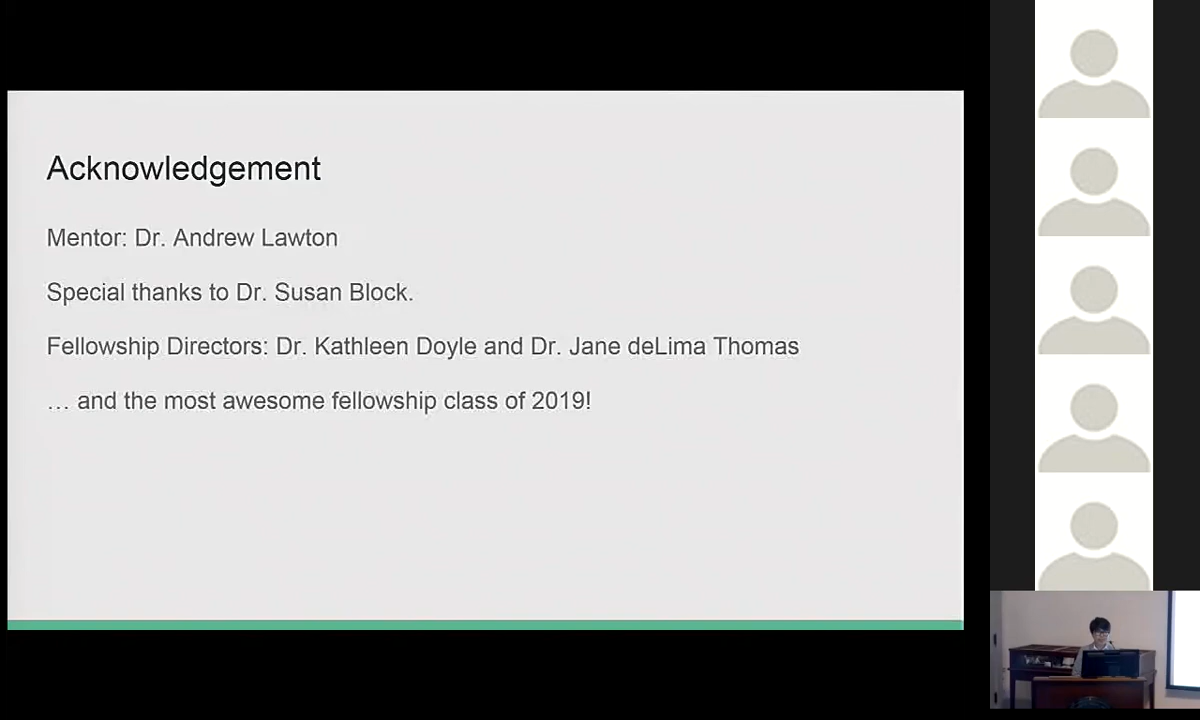 Acknowledgement
Mentor: Dr. Andrew Lawton
Special thanks to Dr. Susan Block.
Fellowship Directors: Dr. Kathleen Doyle and Dr. Jane deLima Thomas
… and the most awesome fellowship class of 2019!